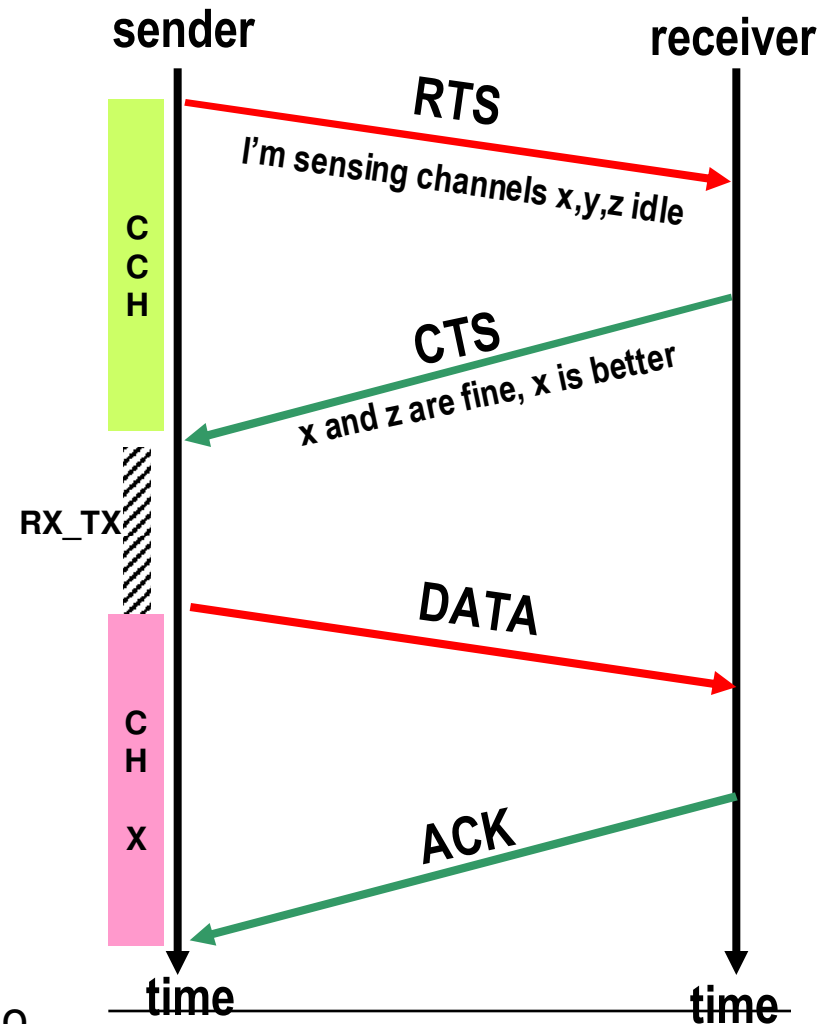 sender
receiver
RTS
I'm sensing channels x,y,z idle
C
C
H
CTS
x and z are fine, x is better
RX_TX
DATA
C
H
X
ACK
time
time